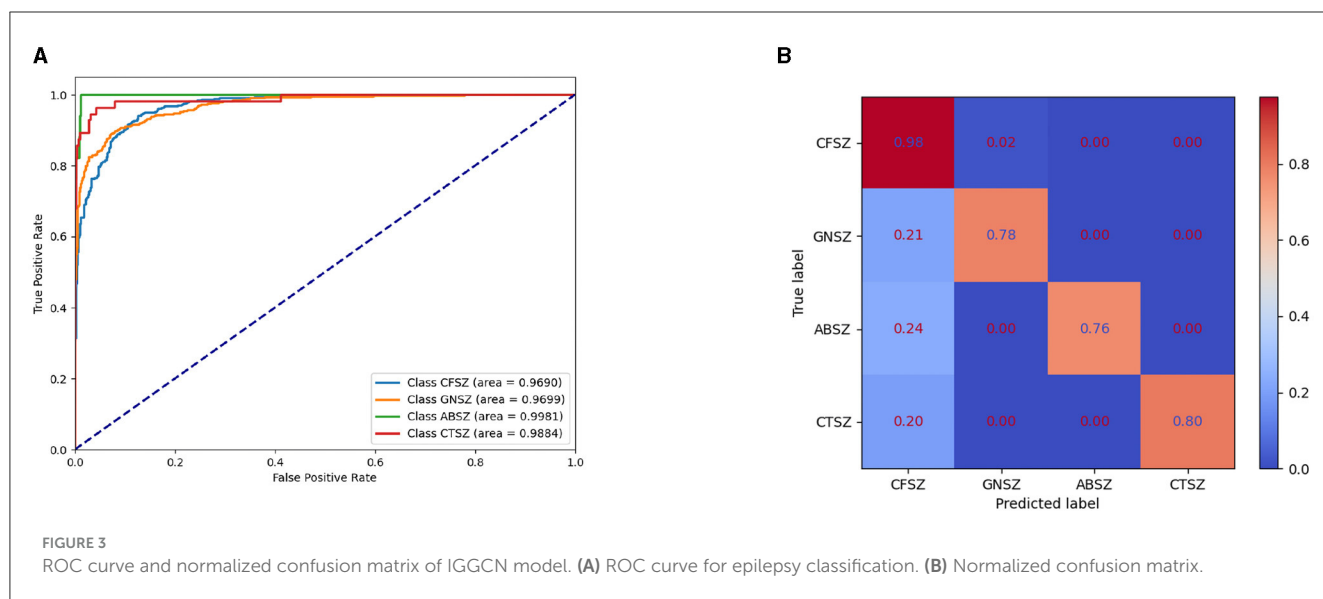 A
1.0
0.8
0.6
0.4
0.2
0.0
True Positive Rate
Class CFSZ (area = 0.9690)
Class GNSZ (area = 0.9699)
Class ABSZ (area = 0.9981)
Class CTSZ (area = 0.9884)
0.0 0.2 0.4 0.6 0.8 1.0
False Positive Rate
B
True label
CFSZ 0.98 0.02 0.00 0.00
GNSZ 0.21 0.78 0.00 0.00
ABSZ 0.24 0.00 0.76 0.00
CTSZ 0.20 0.00 0.00 0.80
CFSZ GNSZ ABSZ CTSZ
Predicted label
0.8
0.6
0.4
0.2
0.0
FIGURE 3
ROC curve and normalized confusion matrix of IGGCN model. (A) ROC curve for epilepsy classification. (B) Normalized confusion matrix.